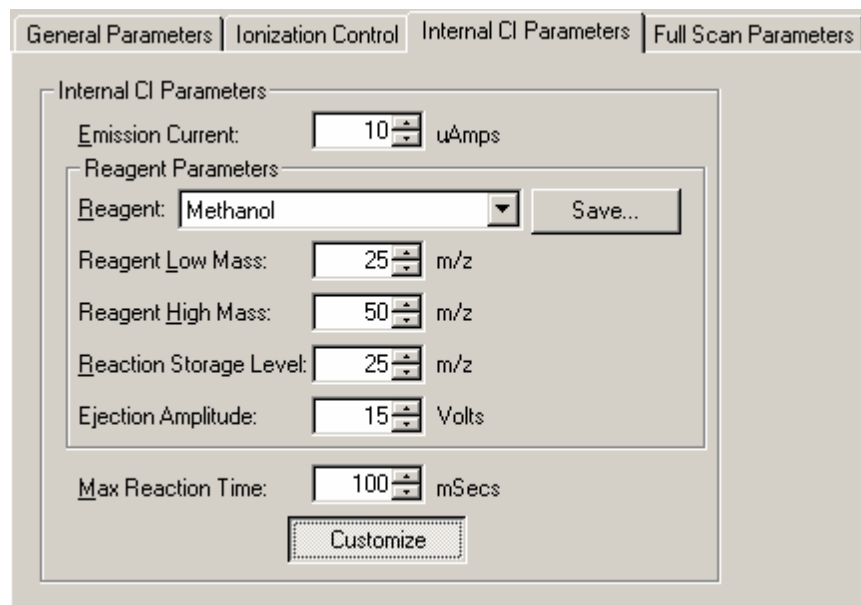 General Parameters Ionization Control Internal CI Parameters Full Scan Parameters
Internal CI Parameters
Emission Current: 10 uAmps
Reagent Parameters
Reagent: Methanol Save...
Reagent Low Mass: 25 m/z
Reagent High Mass: 50 m/z
Reaction Storage Level: 25 m/z
Ejection Amplitude: 15 Volts
Max Reaction Time: 100 mSecs
Customize